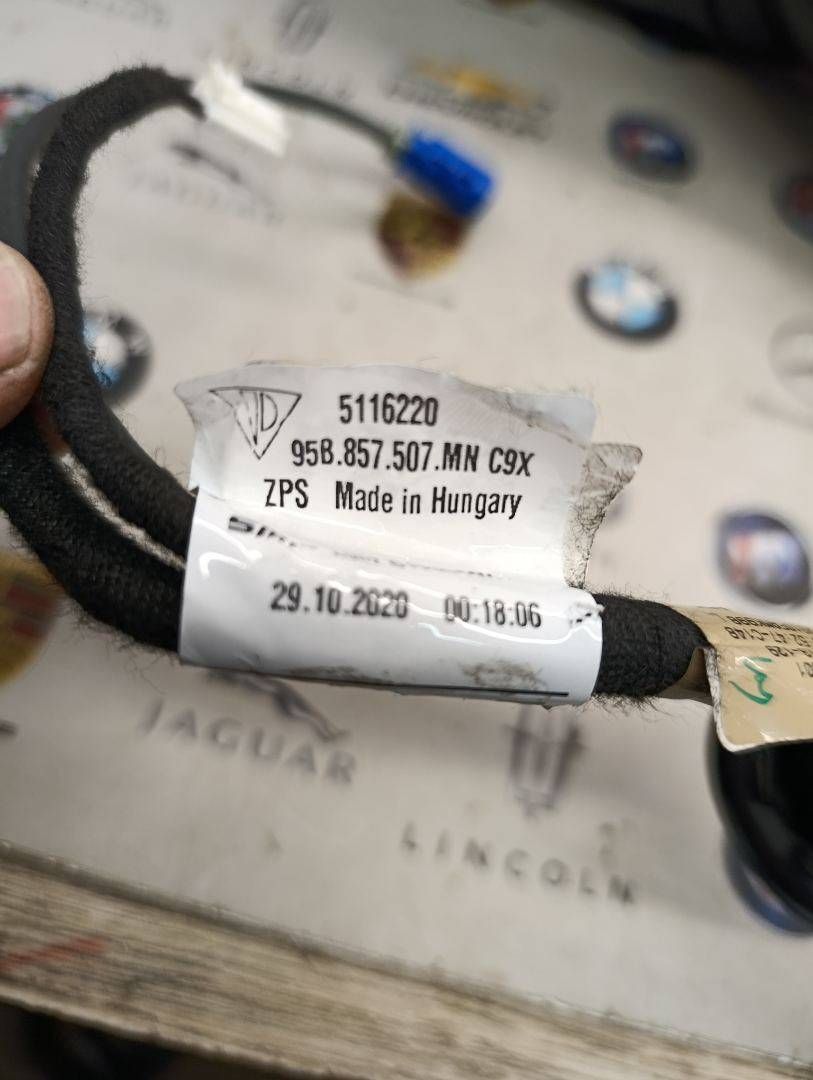 5116220
95B.857.507.MN C9X
ZPS Made in Hungary
29.10.2020 00:18:06
JAGUAR
LINCOLN